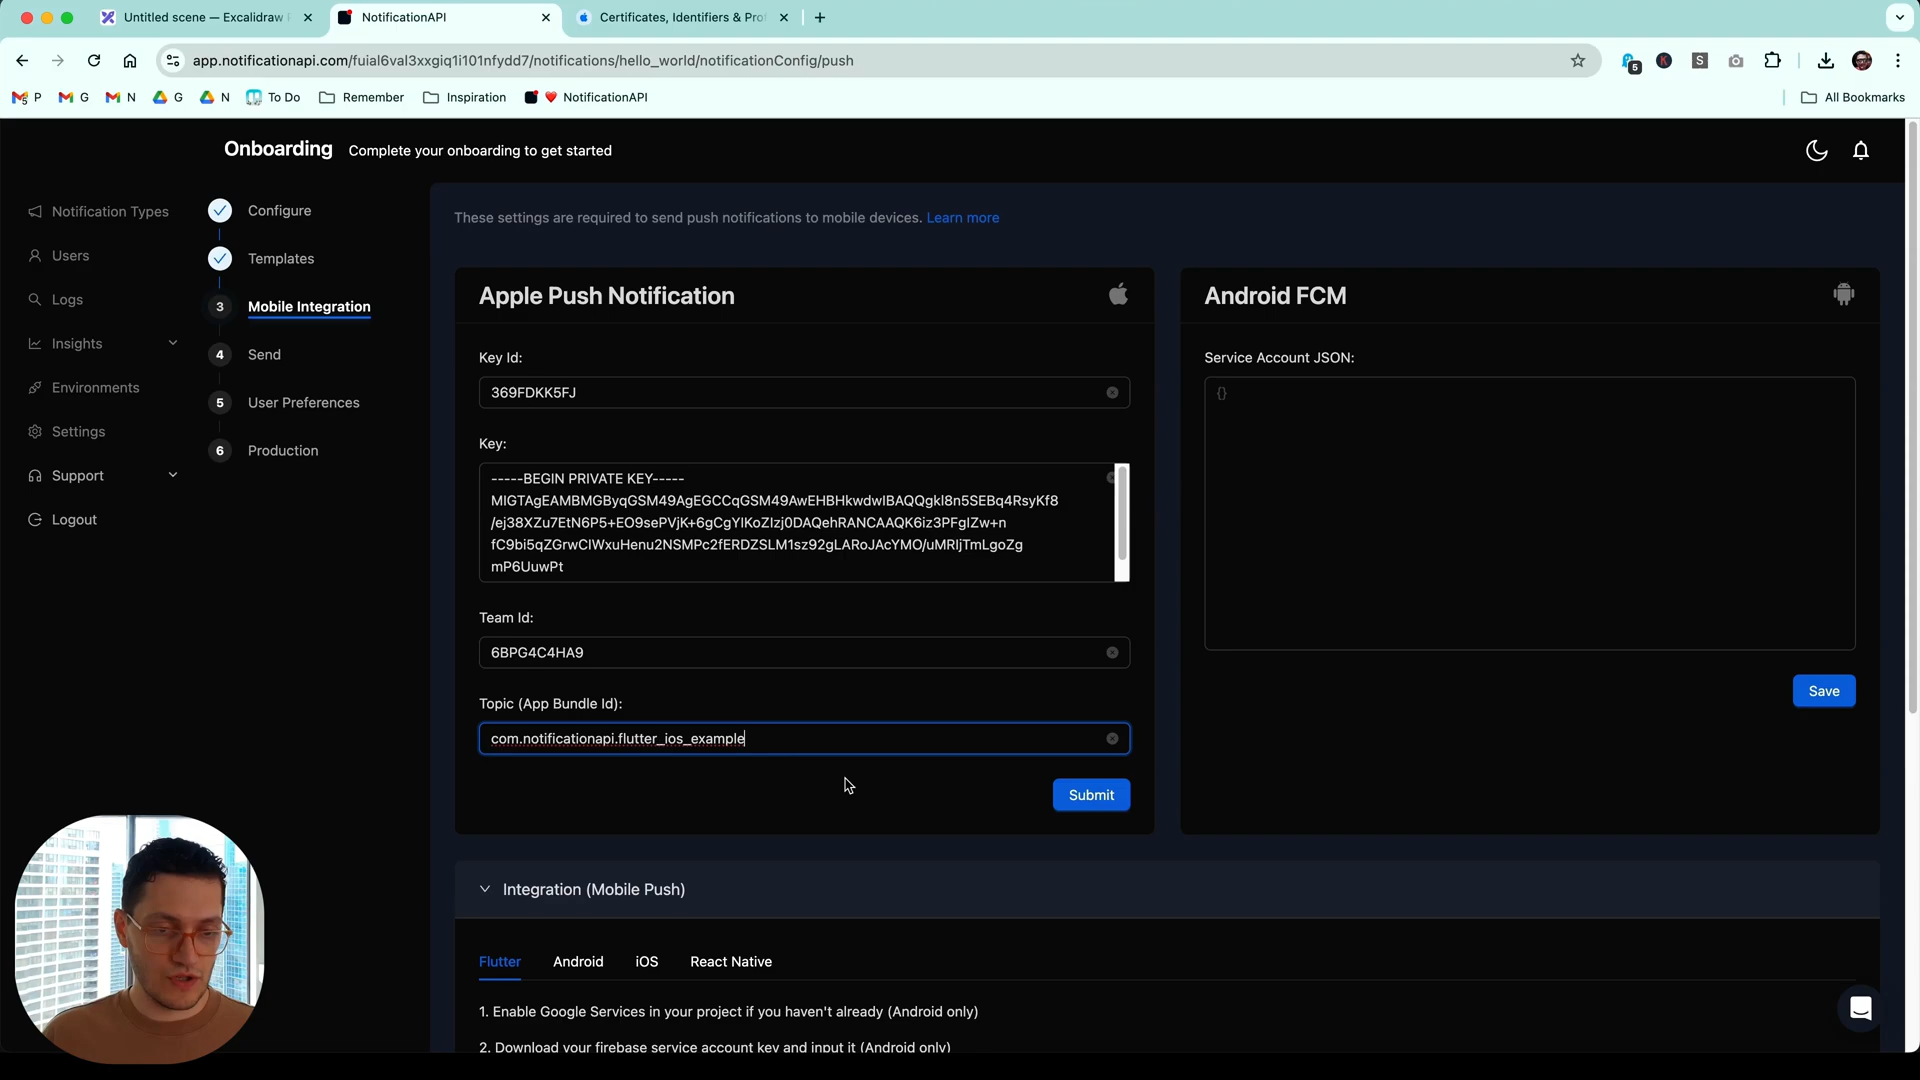 Untitled scene — Excalidraw
NotificationAPI
Certificates, Identifiers & Pro
app.notificationapi.com/fuial6val3xxgiq1i101nfydd7/notifications/hello_world/notificationConfig/push
5
K
S
5
P
G
N
G
N
To Do
Remember
Inspiration
NotificationAPI
All Bookmarks
Onboarding
Complete your onboarding to get started
Notification Types
Users
Logs
Insights
Environments
Settings
Support
Logout
Configure
Templates
3 Mobile Integration
4 Send
5 User Preferences
6 Production
These settings are required to send push notifications to mobile devices. Learn more
Apple Push Notification
Key Id:
369FDKK5FJ
Key:
-----BEGIN PRIVATE KEY-----
MIGTAgEAMBMGByqGSM49AgEGCCqGSM49AwEHBHkwdwIBAQQgkl8n5SEBq4RsyKf8
/ej38XZu7EtN6P5+EO9sePVjK+6gCgYIKoZIzj0DAQehRANCAAQK6iz3PFgIZw+n
fC9bi5qZGrwClWxuHenu2NSMPc2fERDZSLM1sz92gLARoJAcYMO/uMRljTmLgoZg
mP6UuwPt
Team Id:
6BPG4C4HA9
Topic (App Bundle Id):
com.notificationapi.flutter_ios_example
Submit
Android FCM
Service Account JSON:
{}
Save
Integration (Mobile Push)
Flutter
Android
iOS
React Native
1. Enable Google Services in your project if you haven't already (Android only)
2. Download your firebase service account key and input it (Android only)